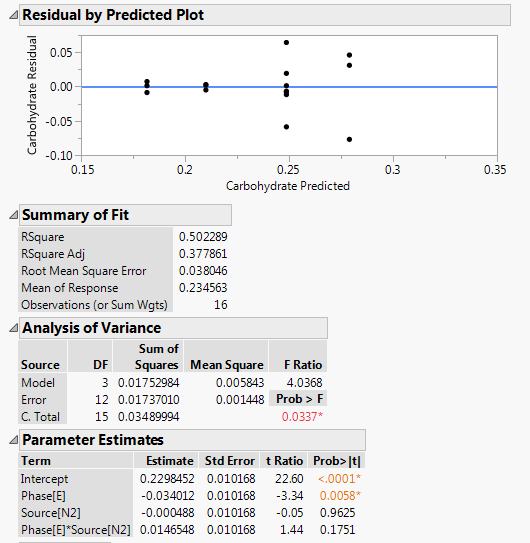 Residual by Predicted Plot
Carbohydrate Residual
0.05
0.00
-0.05
-0.10
0.15 0.2 0.25 0.3 0.35
Carbohydrate Predicted
Summary of Fit
RSquare 0.502289
RSquare Adj 0.377861
Root Mean Square Error 0.038046
Mean of Response 0.234563
Observations (or Sum Wgts) 16
Analysis of Variance
Sum of
Source DF Squares Mean Square F Ratio
Model 3 0.01752984 0.005843 4.0368
Error 12 0.01737010 0.001448 Prob > F
C. Total 15 0.03489994 0.0337*
Parameter Estimates
Term Estimate Std Error t Ratio Prob>|t|
Intercept 0.2298452 0.010168 22.60 <.0001*
Phase[E] -0.034012 0.010168 -3.34 0.0058*
Source[N2] -0.000488 0.010168 -0.05 0.9625
Phase[E]*Source[N2] 0.0146548 0.010168 1.44 0.1751